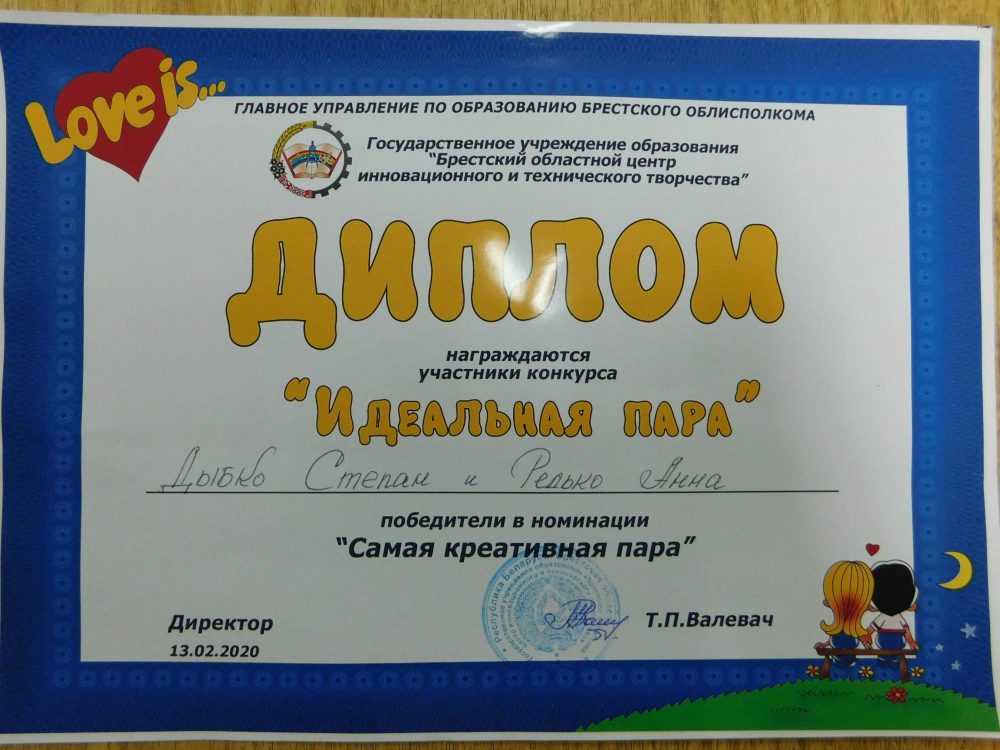 Love is...
ГЛАВНОЕ УПРАВЛЕНИЕ ПО ОБРАЗОВАНИЮ БРЕСТСКОГО ОБЛИСПОЛКОМА
Государственное учреждение образования
"Брестский областной центр
инновационного и технического творчества"
ДИПЛОМ
награждаются
участники конкурса
"ИДЕАЛЬНАЯ ПАРА"
Дыбко Степан и Редько Анна
победители в номинации
"Самая креативная пара"
Директор
Т.П.Валевач
13.02.2020